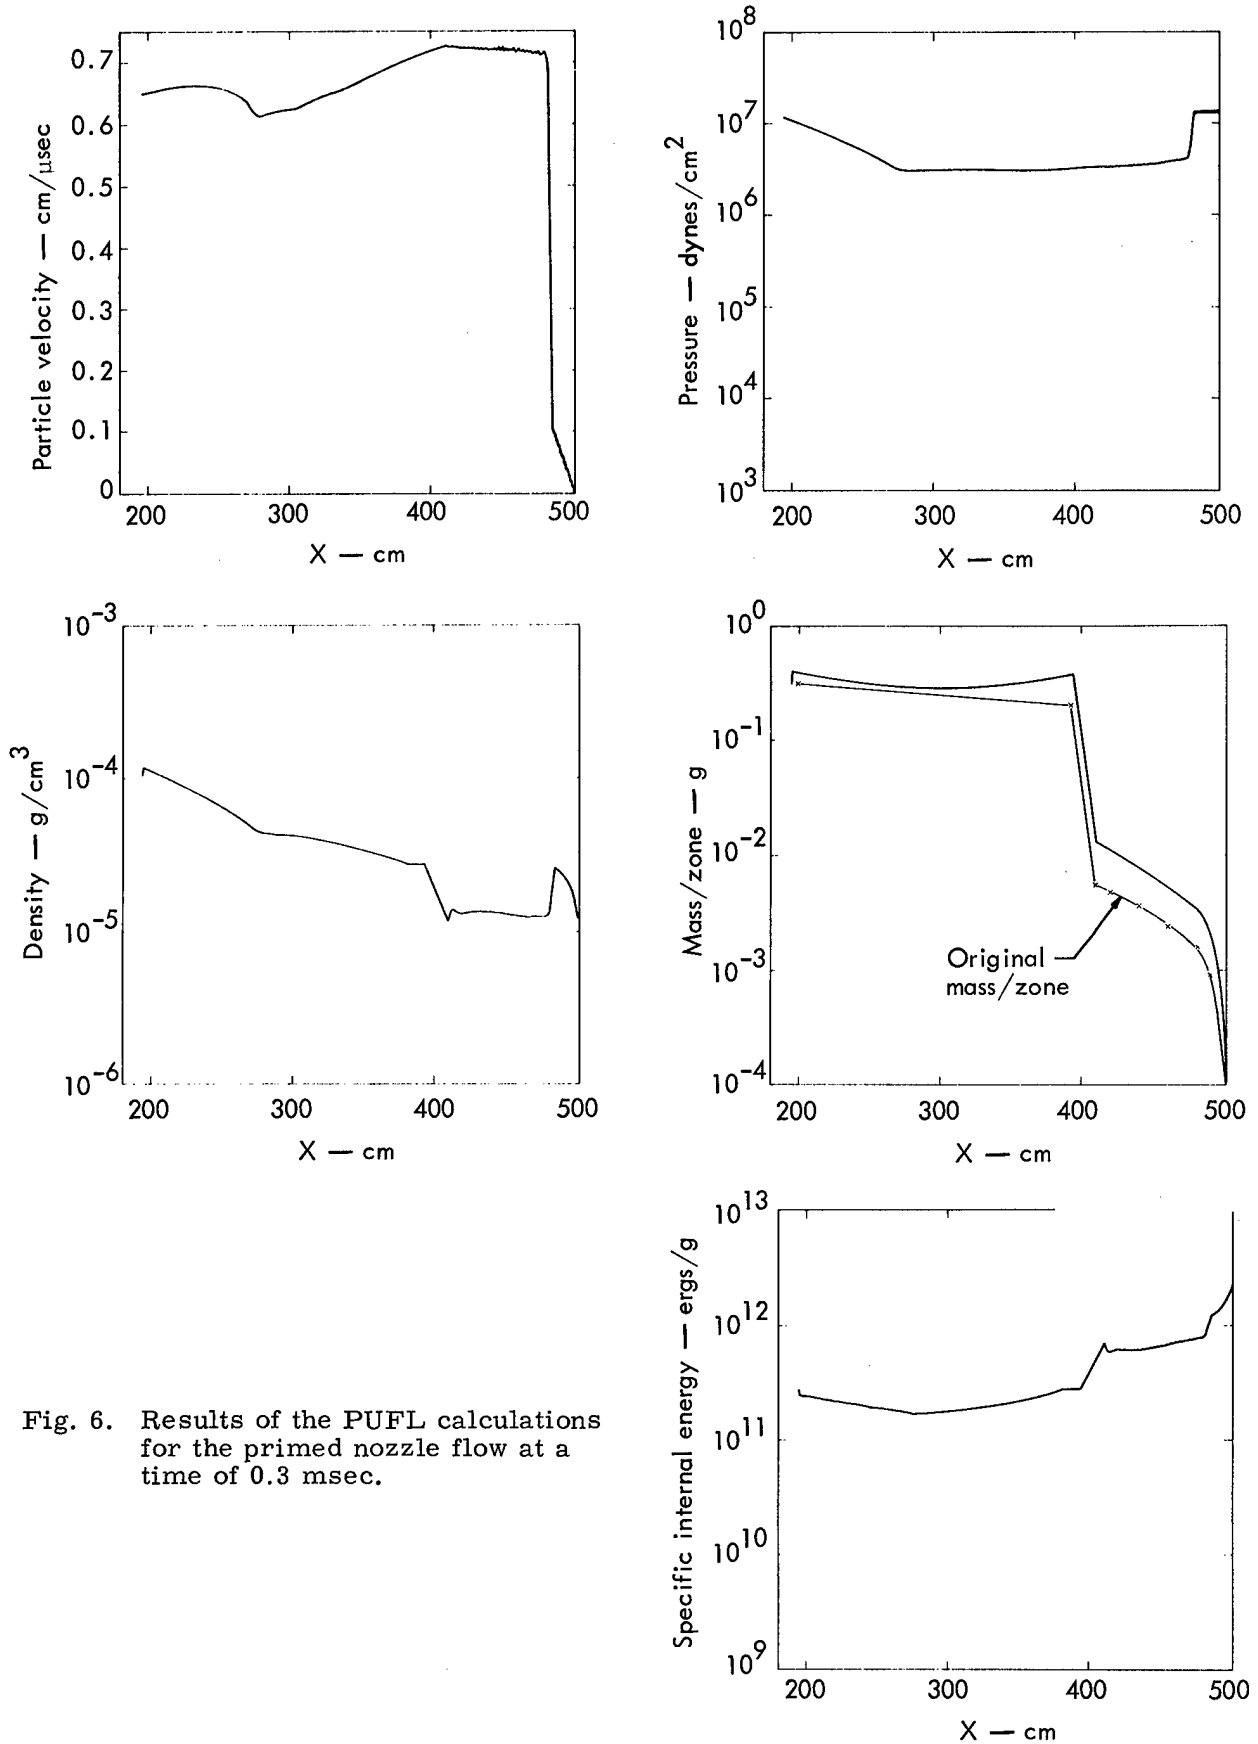 0.7
0.6
0.5
0.4
0.3
0.2
0.1
0
Particle velocity — cm/μsec
200 300 400 500
X — cm
10^8
10^7
10^6
10^5
10^4
10^3
Pressure — dynes/cm^2
200 300 400 500
X — cm
10^-3
10^-4
10^-5
10^-6
Density — g/cm^3
200 300 400 500
X — cm
10^0
10^-1
10^-2
10^-3
10^-4
Mass/zone — g
Original
mass/zone
200 300 400 500
X — cm
10^13
10^12
10^11
10^10
10^9
Specific internal energy — ergs/g
200 300 400 500
X — cm
Fig. 6. Results of the PUFL calculations
for the primed nozzle flow at a
time of 0.3 msec.